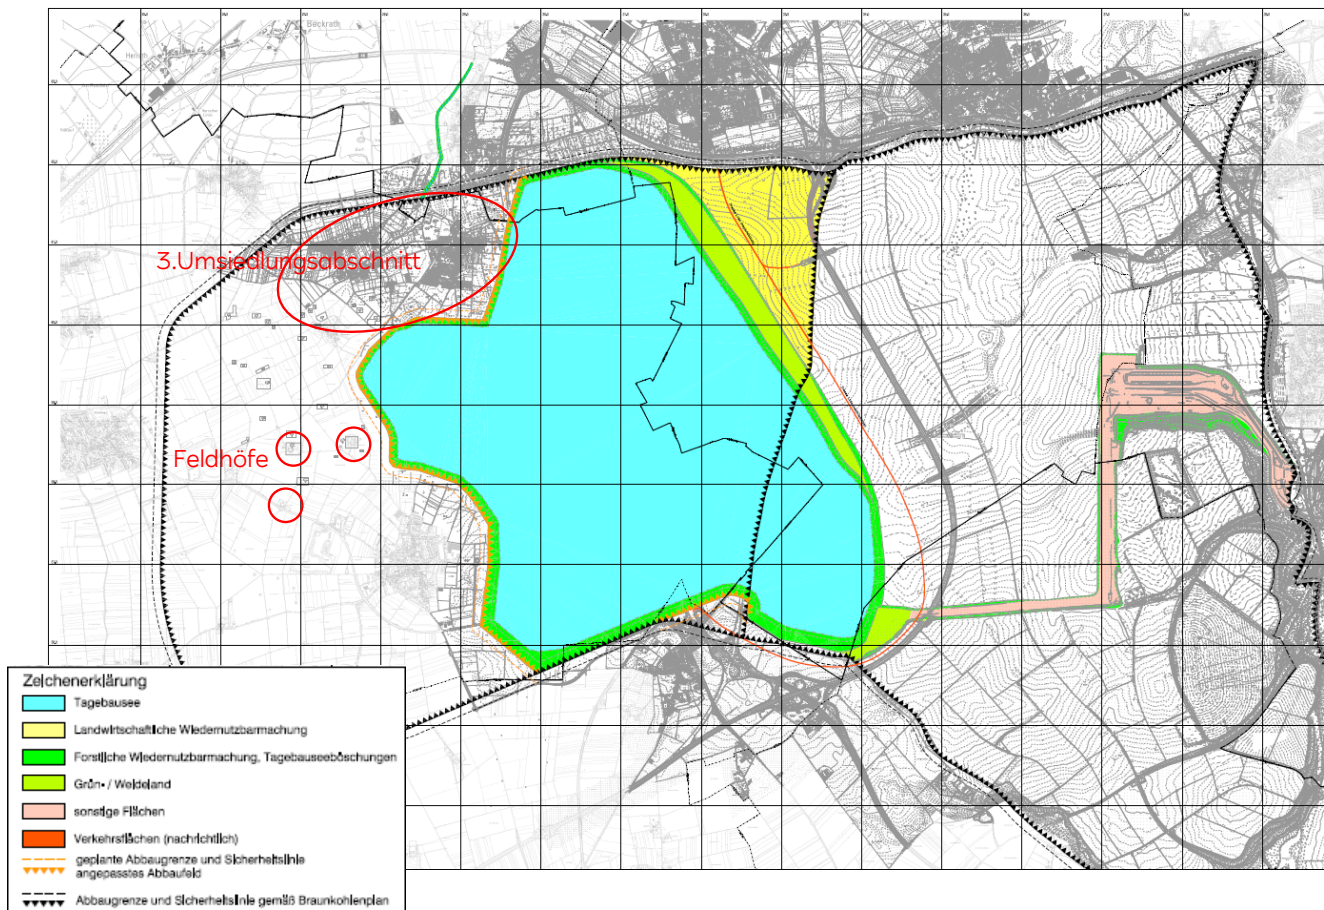 Beckrath
3.Umsiedlungsabschnitt
Feldhöfe
Zeichenerklärung
Tagebausee
Landwirtschaftliche Wiedernutzbarmachung
Forstliche Wiedernutzbarmachung, Tagebauseeböschungen
Grün- / Weideland
sonstige Flächen
Verkehrsflächen (nachrichtlich)
geplante Abbaugrenze und Sicherheitslinie
angepasstes Abbaufeld
Abbaugrenze und Sicherheitslinie gemäß Braunkohlenplan